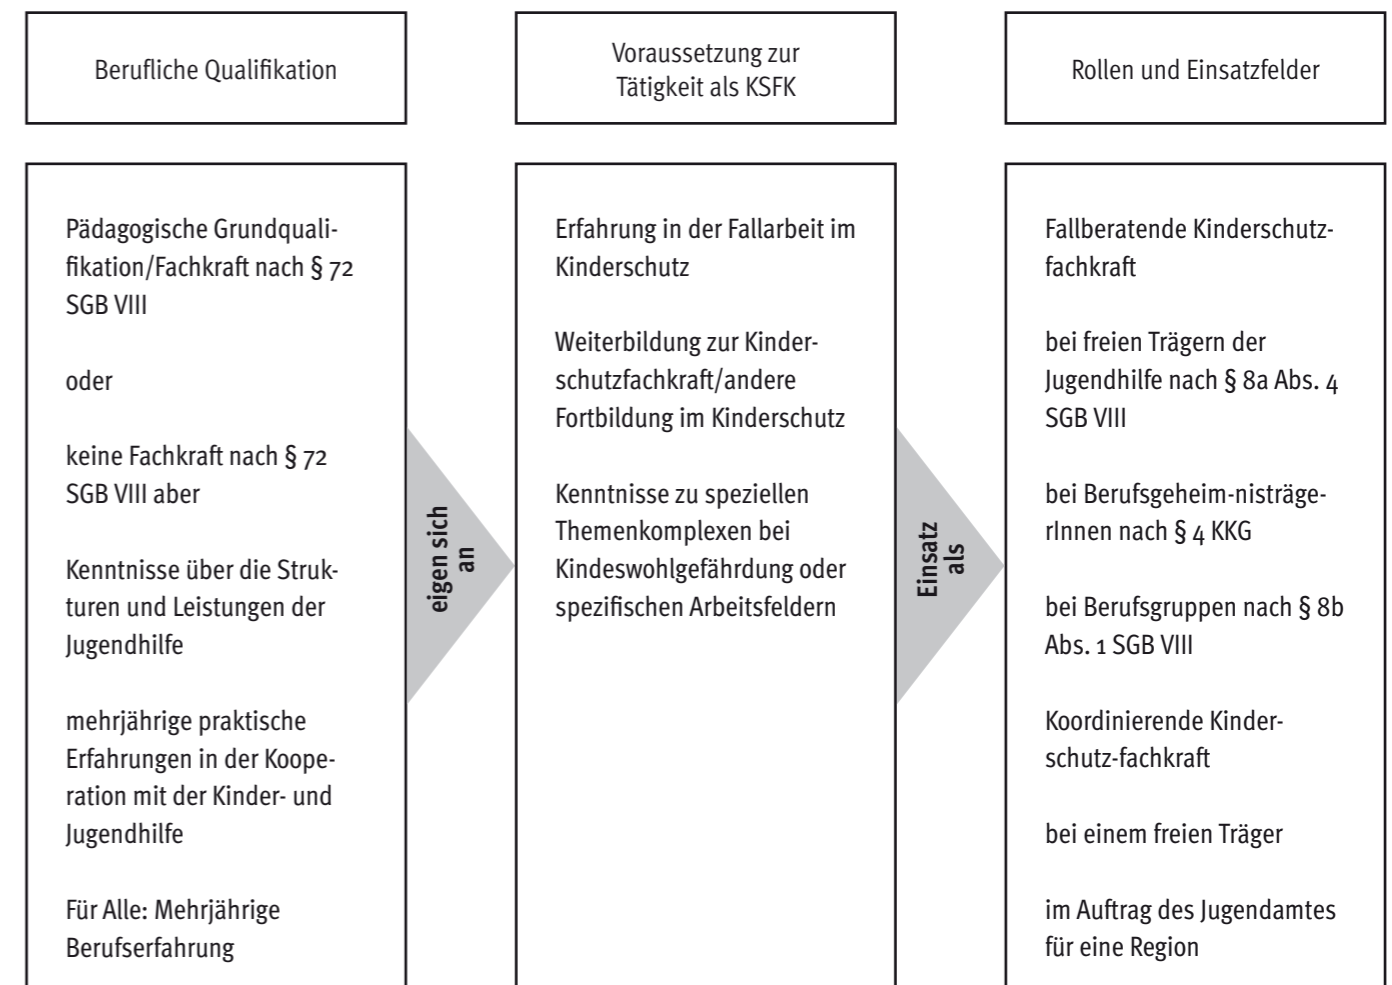 Berufliche Qualifikation
Voraussetzung zur
Tätigkeit als KSFK
Rollen und Einsatzfelder
Pädagogische Grundquali-
fikation/Fachkraft nach § 72
SGB VIII
oder
keine Fachkraft nach § 72
SGB VIII aber
Kenntnisse über die Struk-
turen und Leistungen der
Jugendhilfe
mehrjährige praktische
Erfahrungen in der Koope-
ration mit der Kinder- und
Jugendhilfe
Für Alle: Mehrjährige
Berufserfahrung
eigen sich
an
Erfahrung in der Fallarbeit im
Kinderschutz
Weiterbildung zur Kinder-
schutzfachkraft/andere
Fortbildung im Kinderschutz
Kenntnisse zu speziellen
Themenkomplexen bei
Kindeswohlgefährdung oder
spezifischen Arbeitsfeldern
Einsatz
als
Fallberatende Kinderschutz-
fachkraft
bei freien Trägern der
Jugendhilfe nach § 8a Abs. 4
SGB VIII
bei Berufsgeheim-nisträge-
rInnen nach § 4 KKG
bei Berufsgruppen nach § 8b
Abs. 1 SGB VIII
Koordinierende Kinder-
schutz-fachkraft
bei einem freien Träger
im Auftrag des Jugendamtes
für eine Region